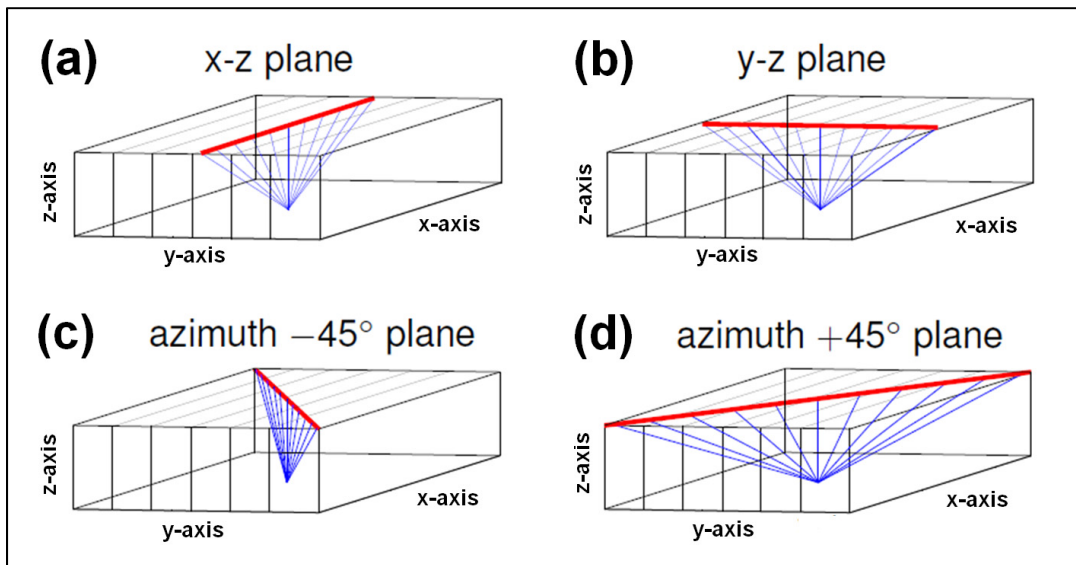 (a)
x-z plane
z-axis
y-axis
x-axis
(b)
y-z plane
z-axis
y-axis
x-axis
(c)
azimuth −45° plane
z-axis
y-axis
x-axis
(d)
azimuth +45° plane
z-axis
y-axis
x-axis